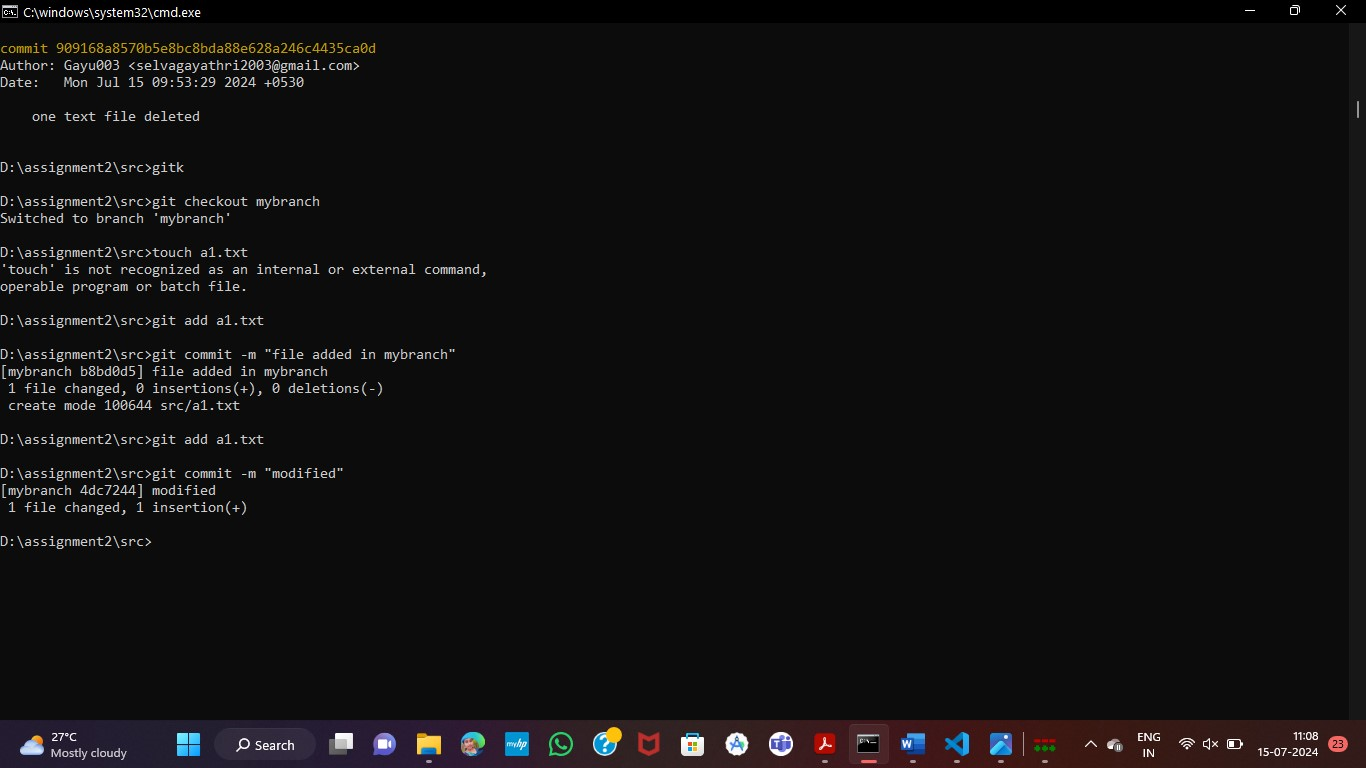 C:\windows\system32\cmd.exe
commit 909168a8570b5e8bc8bda88e628a246c4435ca0d
Author: Gayu003 <selvagayathri2003@gmail.com>
Date:   Mon Jul 15 09:53:29 2024 +0530
    one text file deleted
D:\assignment2\src>gitk
D:\assignment2\src>git checkout mybranch
Switched to branch 'mybranch'
D:\assignment2\src>touch a1.txt
'touch' is not recognized as an internal or external command,
operable program or batch file.
D:\assignment2\src>git add a1.txt
D:\assignment2\src>git commit -m "file added in mybranch"
[mybranch b8bd0d5] file added in mybranch
 1 file changed, 0 insertions(+), 0 deletions(-)
 create mode 100644 src/a1.txt
D:\assignment2\src>git add a1.txt
D:\assignment2\src>git commit -m "modified"
[mybranch 4dc7244] modified
 1 file changed, 1 insertion(+)
D:\assignment2\src>
27°C
Mostly cloudy
Search
myhp
ENG
IN
11:08
15-07-2024
23